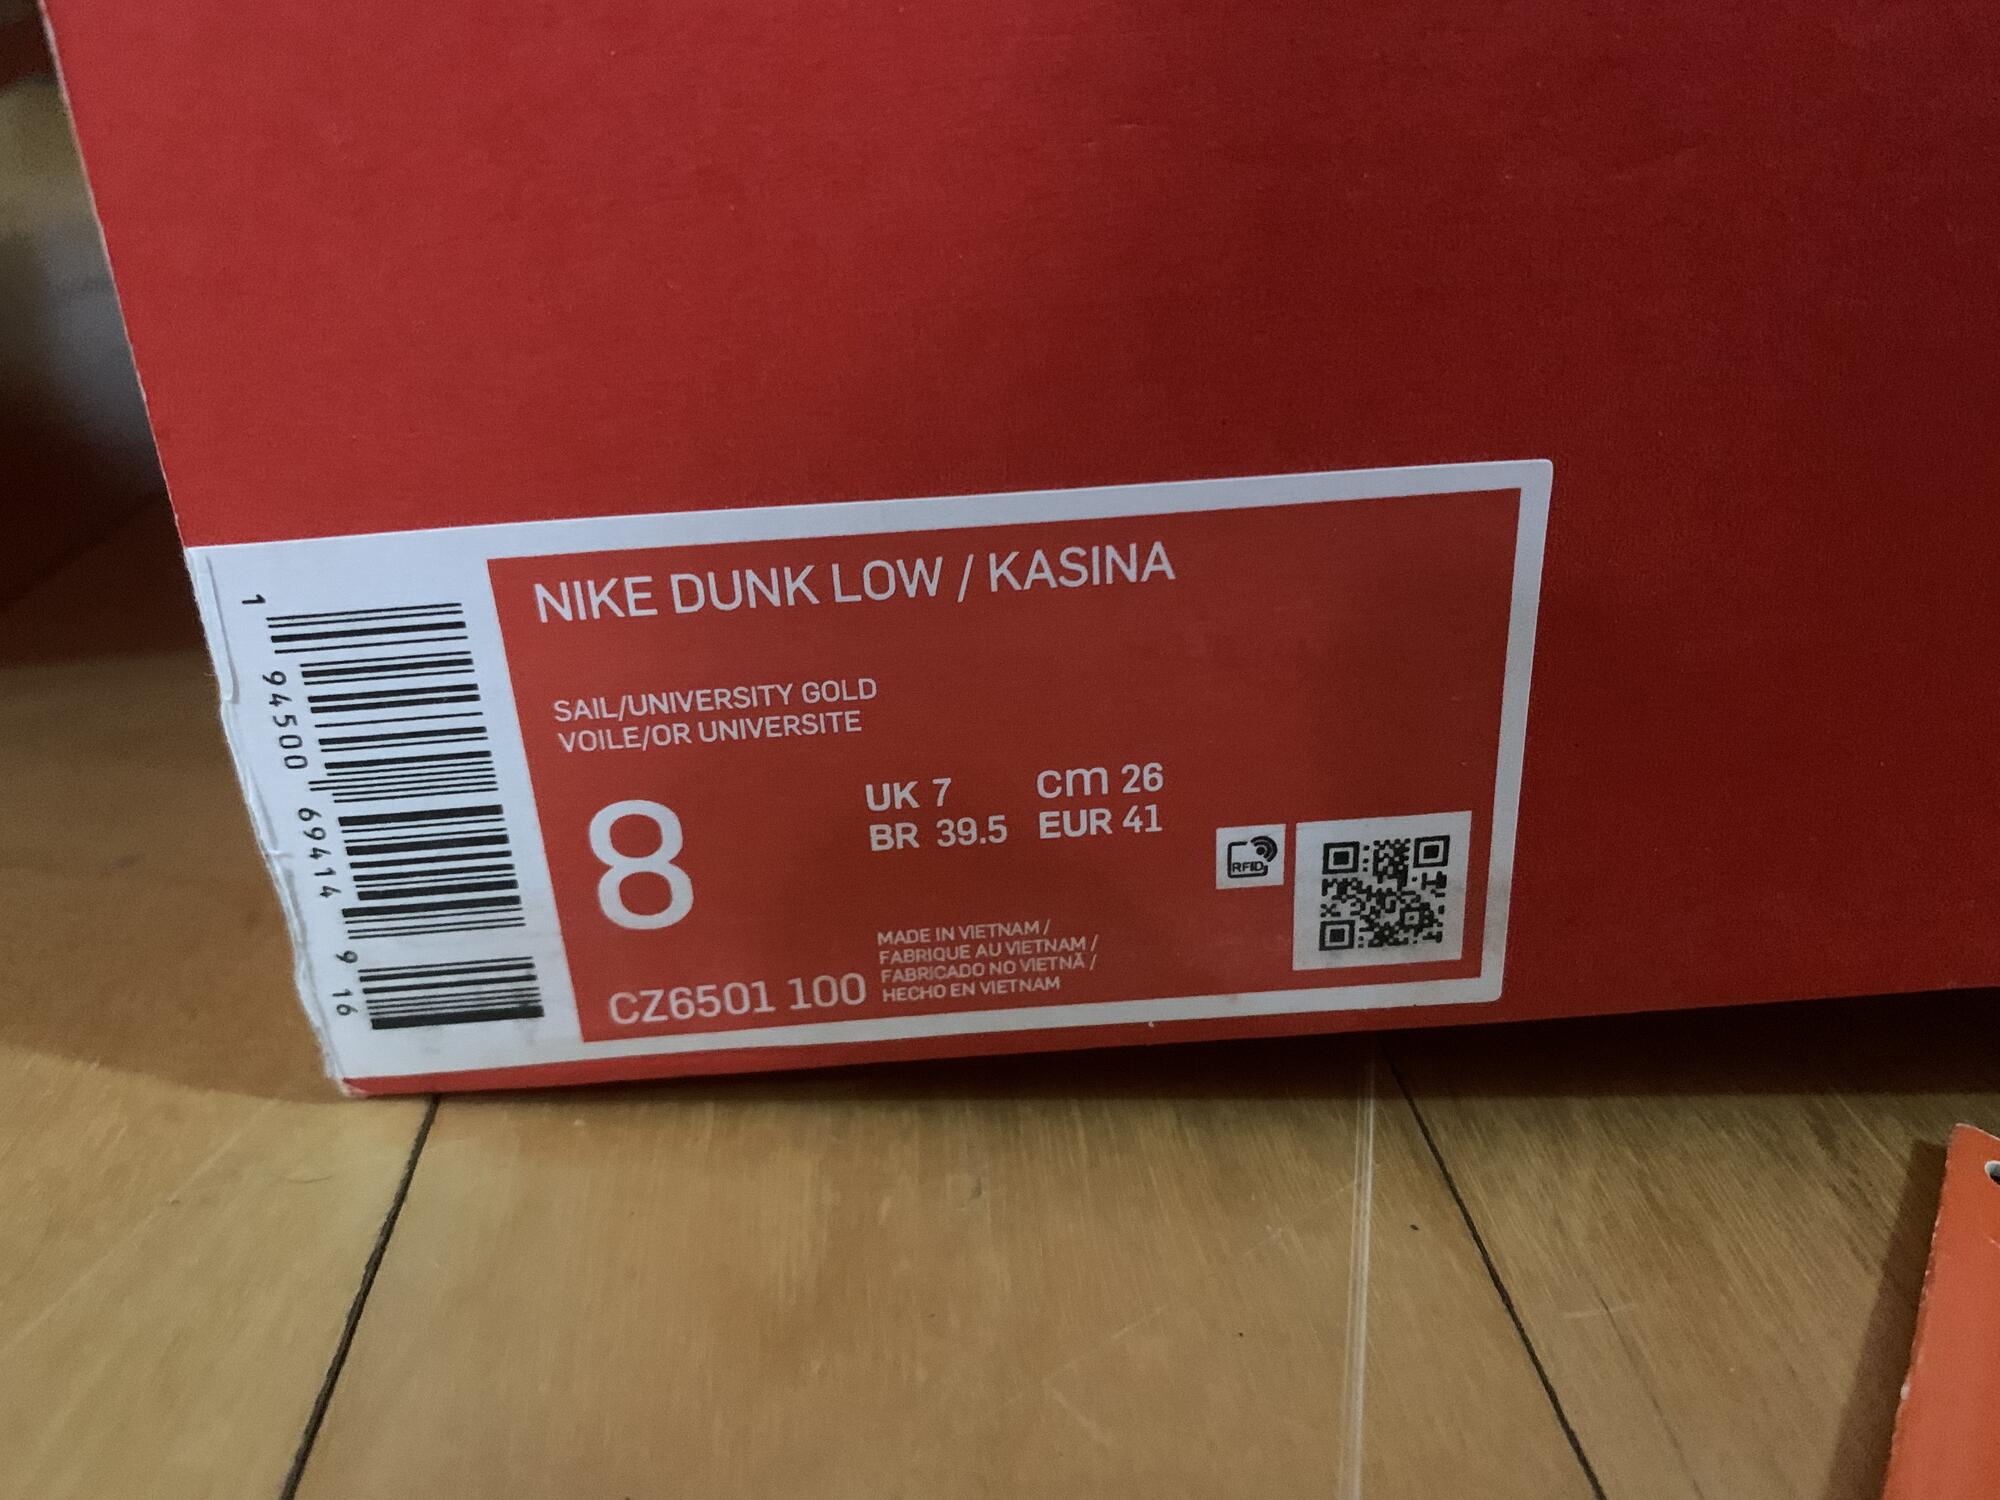 NIKE DUNK LOW / KASINA
SAIL/UNIVERSITY GOLD
VOILE/OR UNIVERSITE
8
UK 7 cm 26
BR 39.5 EUR 41
RFID
MADE IN VIETNAM /
FABRIQUE AU VIETNAM /
FABRICADO NO VIETNÃ /
HECHO EN VIETNAM
CZ6501 100
1 94500 69414 9 16